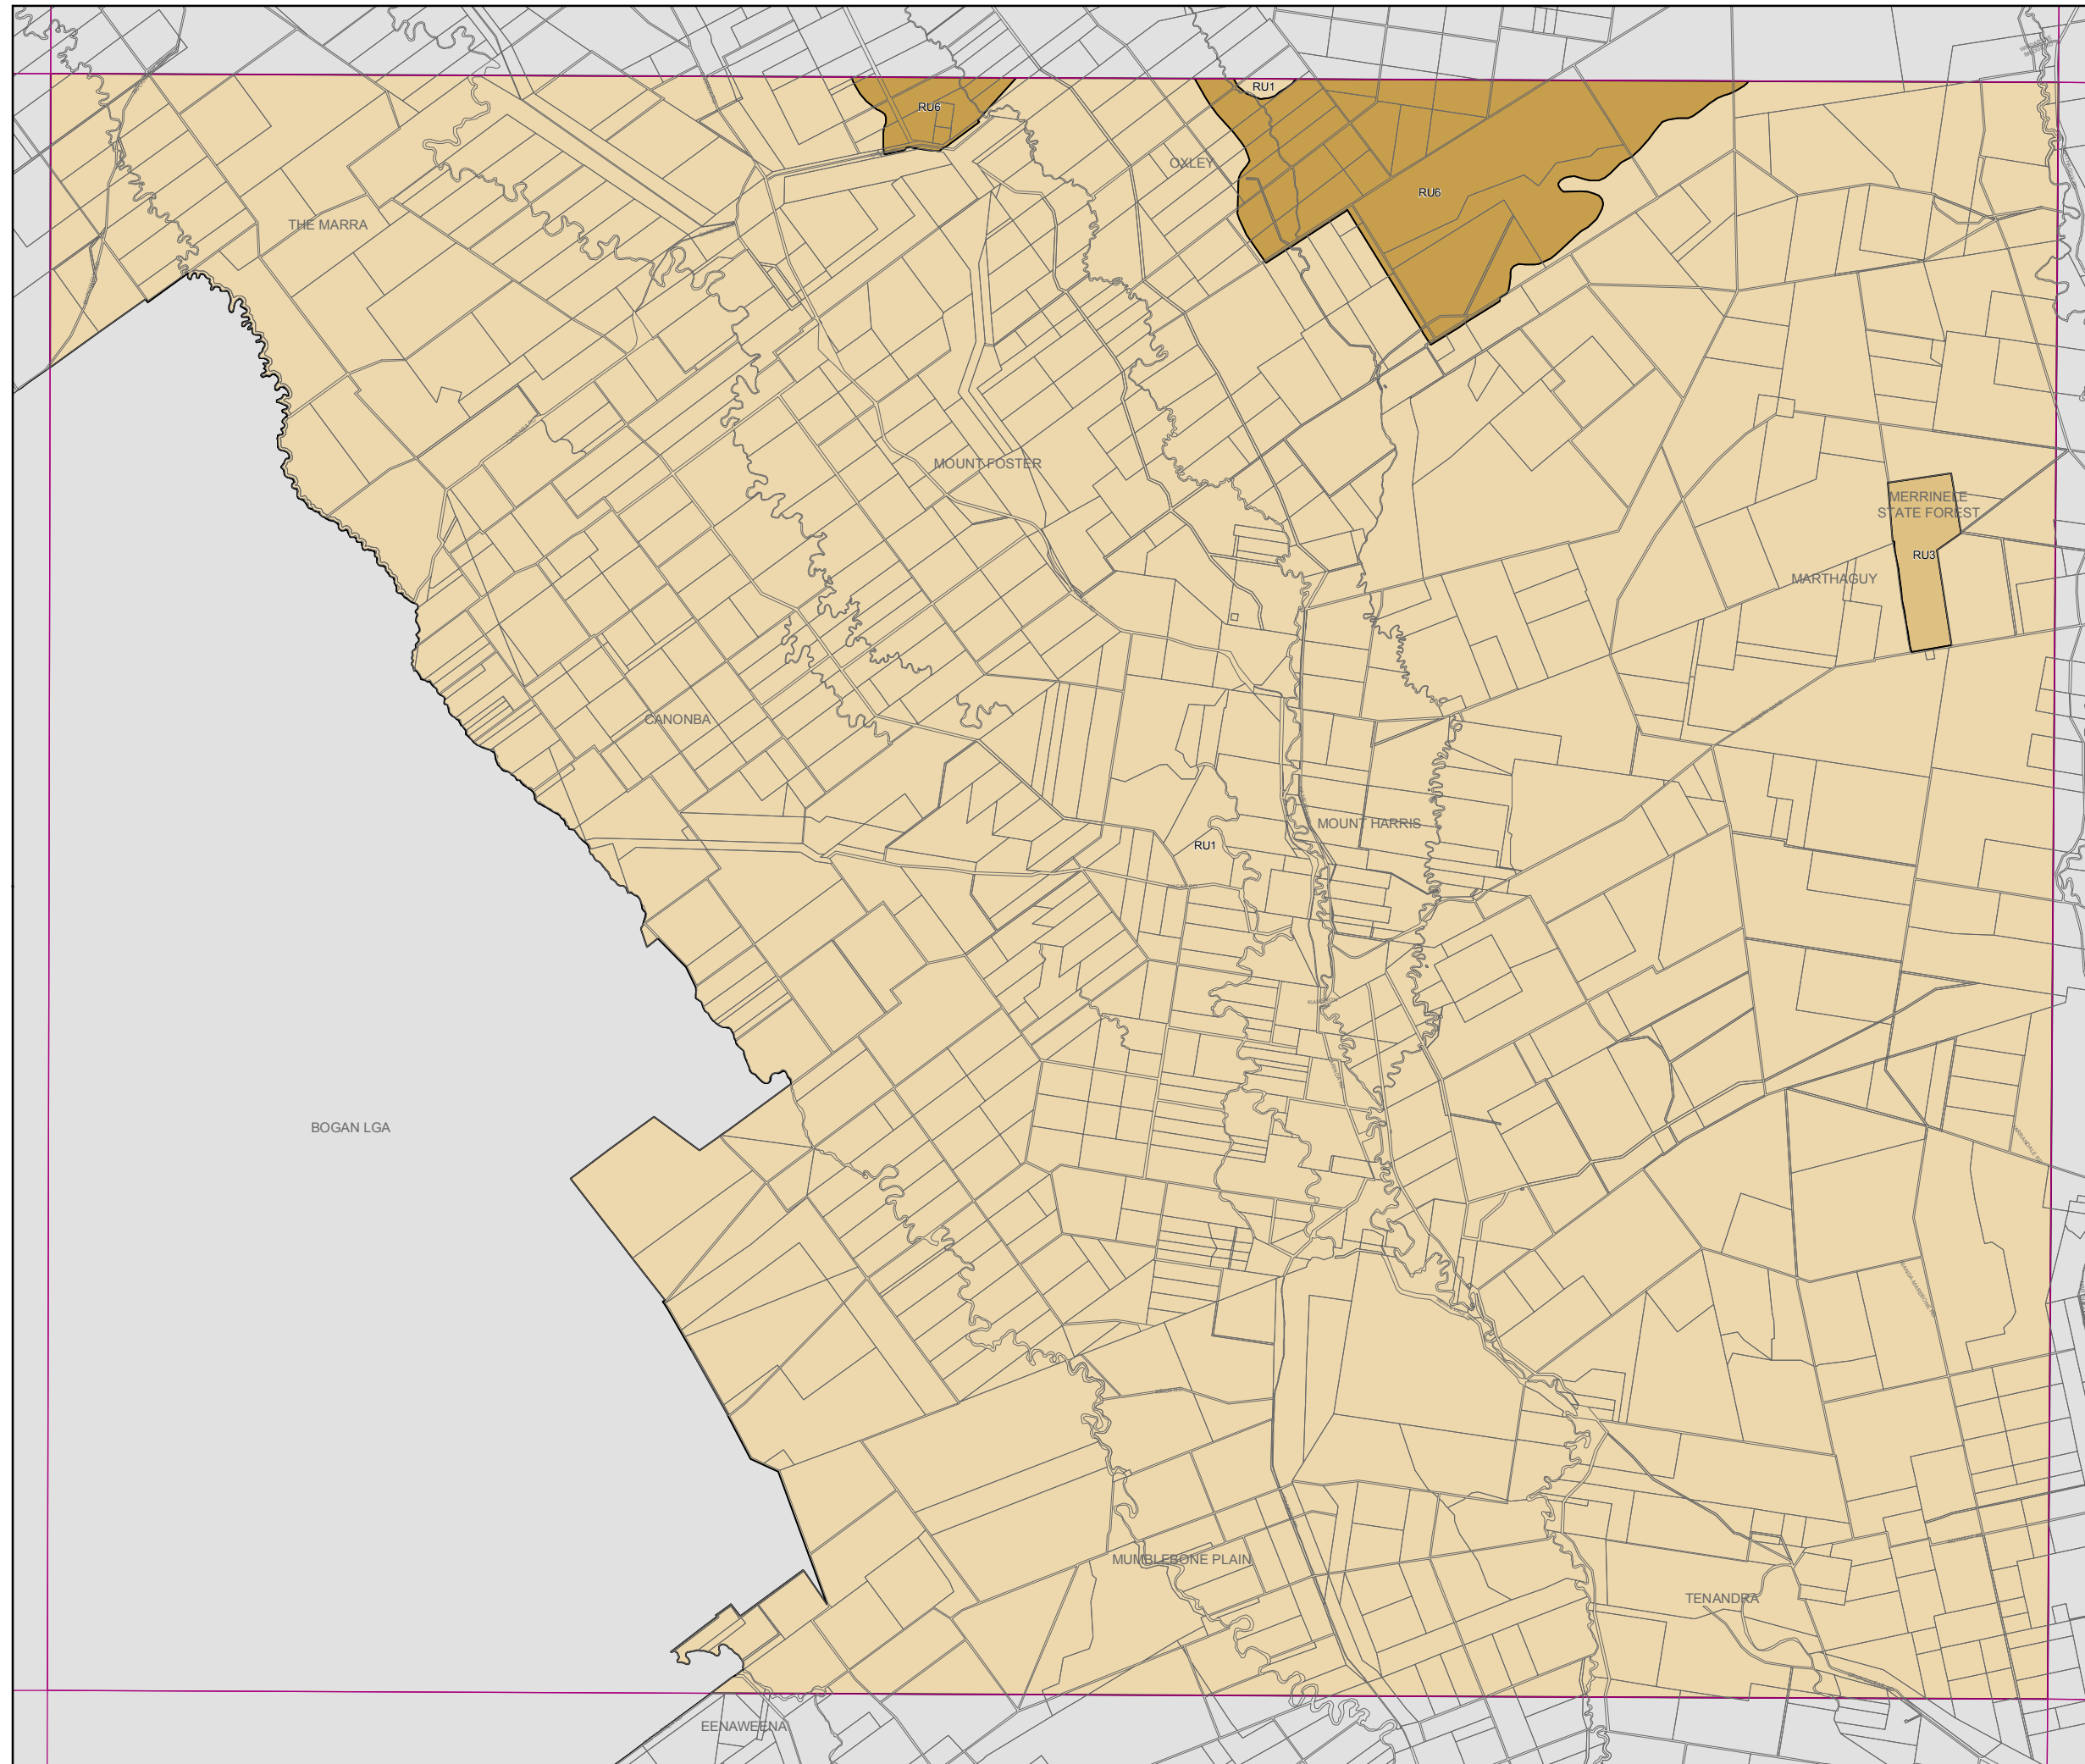 RU1
RU6
OXLEY
RU6
THE MARRA
MOUNT FOSTER
MERRINELE
STATE FOREST
RU3
MARTHAGUY
CANONBA
MOUNT HARRIS
RU1
BOGAN LGA
MUMBLEBONE PLAIN
TENANDRA
EENAWEENA